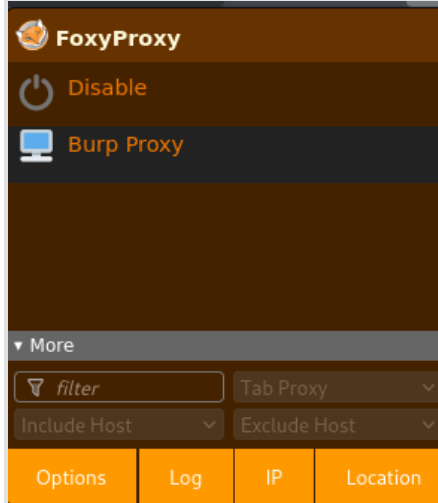 FoxyProxy
Disable
Burp Proxy
▾ More
filter Tab Proxy
Include Host Exclude Host
Options Log IP Location